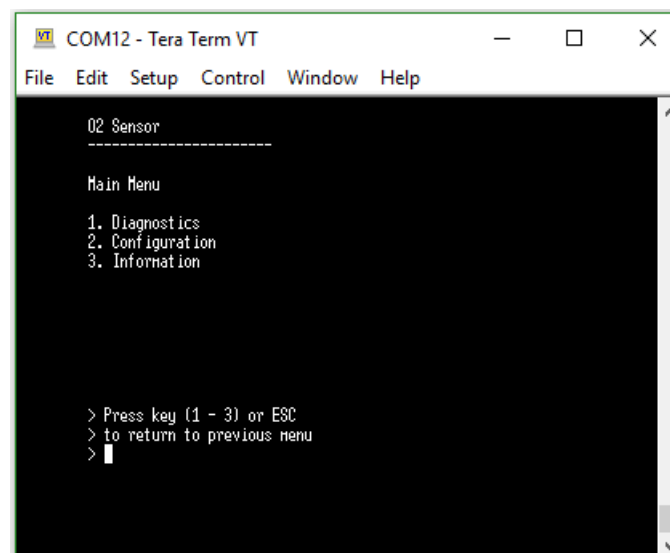 VT COM12 - Tera Term VT
File Edit Setup Control Window Help
O2 Sensor
-----------------------
Main Menu
1. Diagnostics
2. Configuration
3. Information
> Press key (1 - 3) or ESC
> to return to previous menu
>